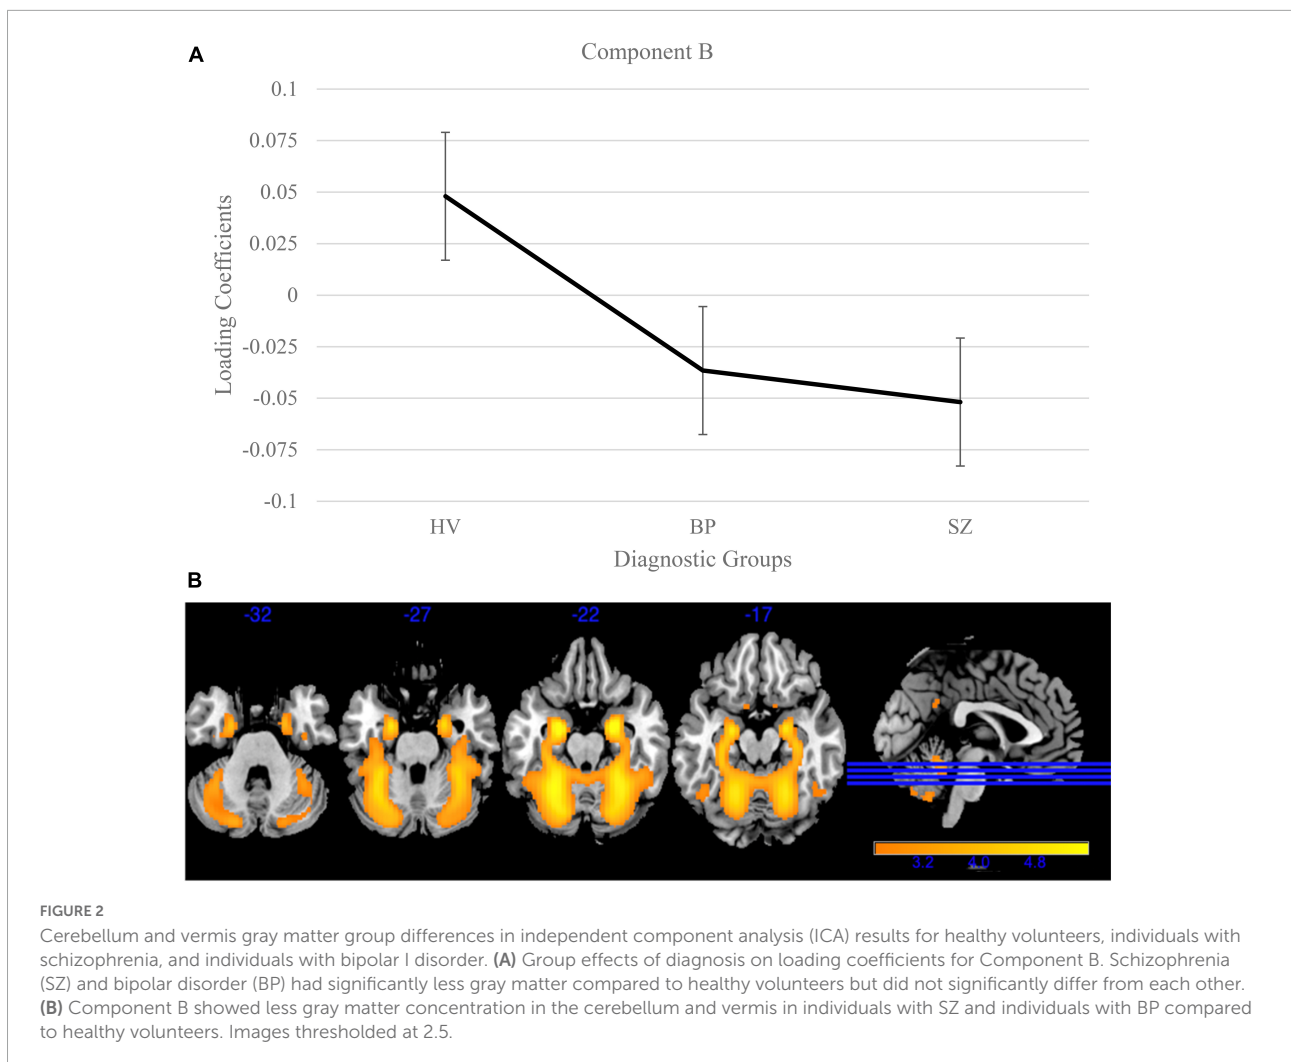 A
Component B
0.1
0.075
0.05
0.025
0
-0.025
-0.05
-0.075
-0.1
Loading Coefficients
HV BP SZ
Diagnostic Groups
B
-32 -27 -22 -17
3.2 4.0 4.8
FIGURE 2
Cerebellum and vermis gray matter group differences in independent component analysis (ICA) results for healthy volunteers, individuals with
schizophrenia, and individuals with bipolar I disorder. (A) Group effects of diagnosis on loading coefficients for Component B. Schizophrenia
(SZ) and bipolar disorder (BP) had significantly less gray matter compared to healthy volunteers but did not significantly differ from each other.
(B) Component B showed less gray matter concentration in the cerebellum and vermis in individuals with SZ and individuals with BP compared
to healthy volunteers. Images thresholded at 2.5.